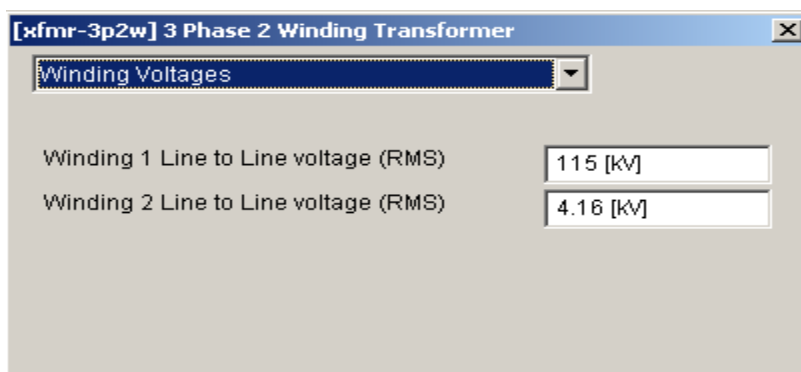 [xfmr-3p2w] 3 Phase 2 Winding Transformer
Winding Voltages
Winding 1 Line to Line voltage (RMS) 115 [kV]
Winding 2 Line to Line voltage (RMS) 4.16 [kV]